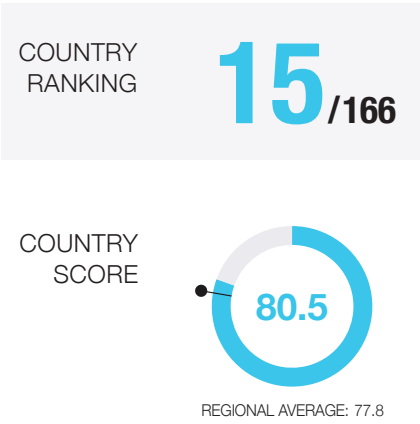 COUNTRY
RANKING
15/166
COUNTRY
SCORE
80.5
REGIONAL AVERAGE: 77.8